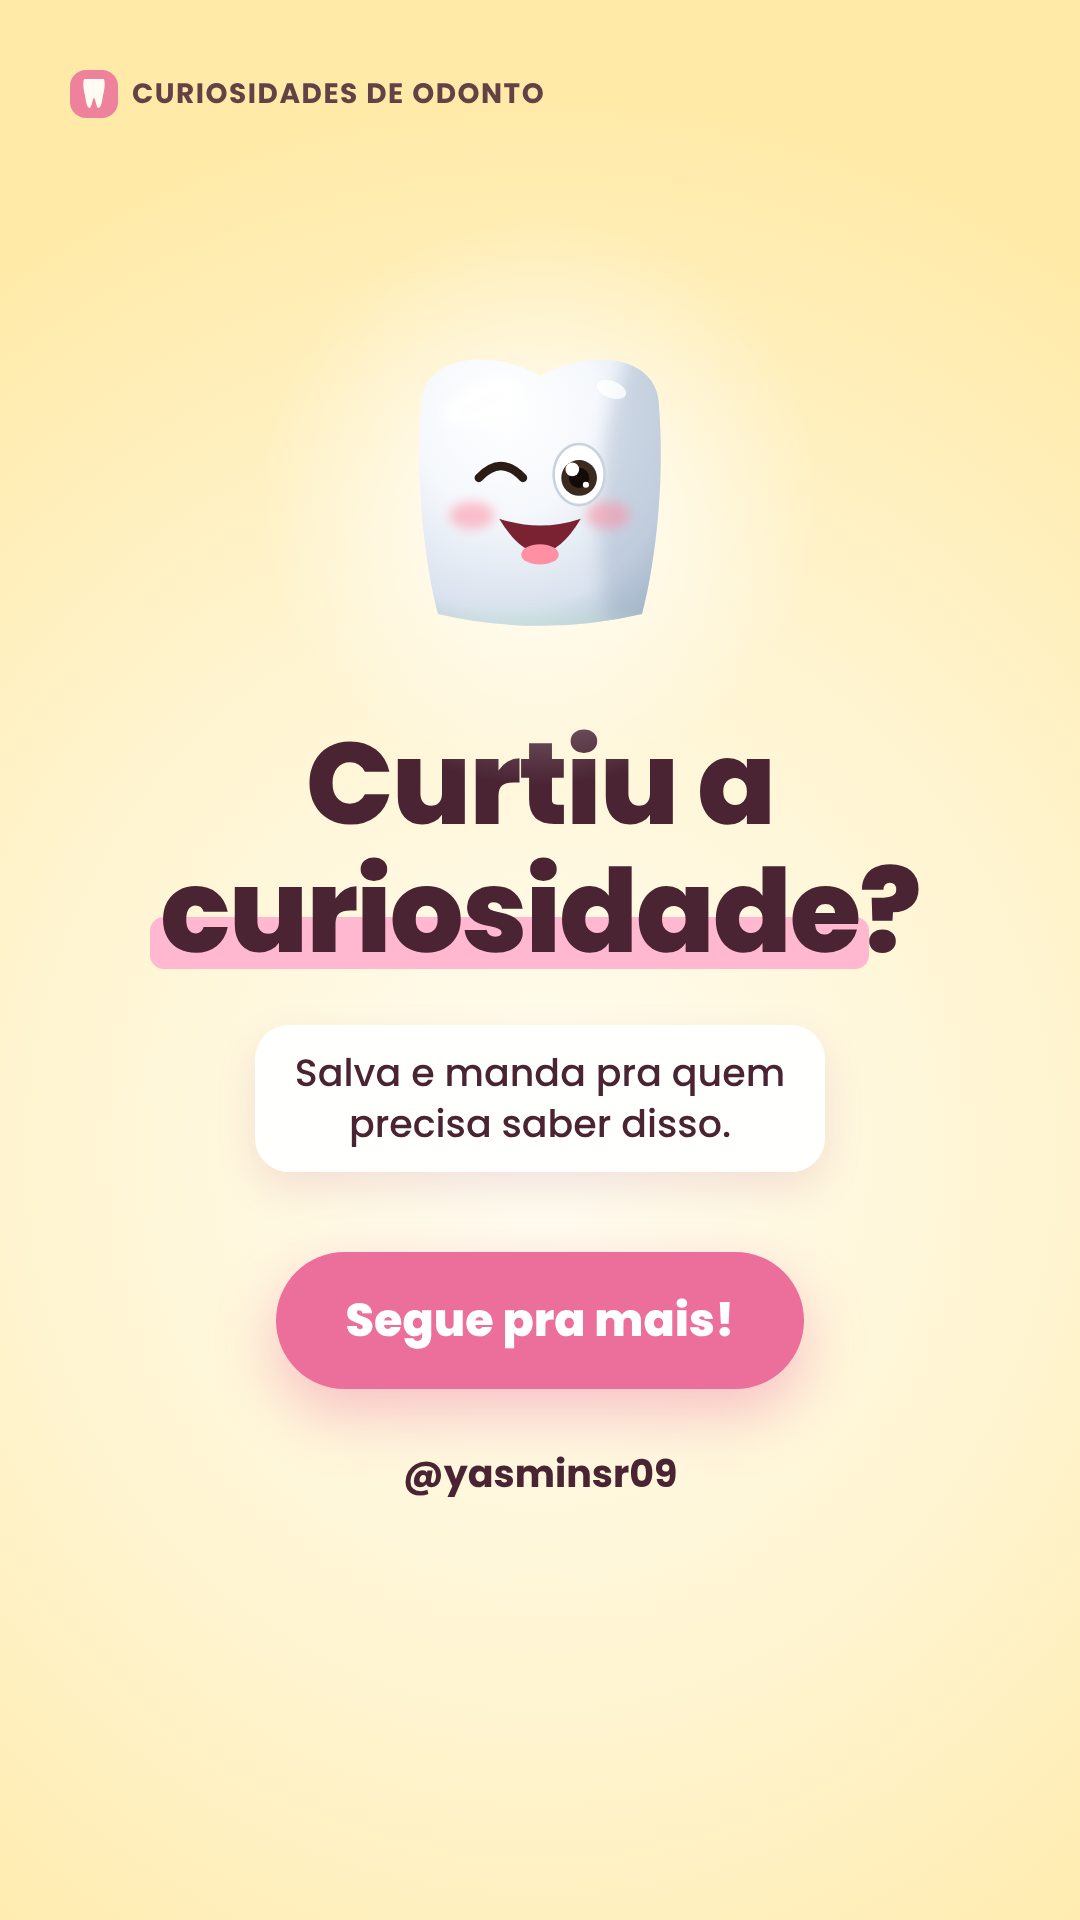 CURIOSIDADES DE ODONTO
Curtiu a
curiosidade?
Salva e manda pra quem
precisa saber disso.
Segue pra mais!
@yasminsr09